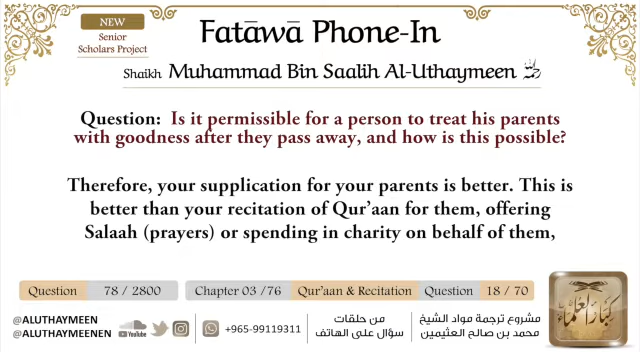 NEW
Senior
Scholars Project
Fatāwā Phone-In
Shaikh Muhammad Bin Saalih Al-Uthaymeen رحمه الله
Question: Is it permissible for a person to treat his parents
with goodness after they pass away, and how is this possible?
Therefore, your supplication for your parents is better. This is
better than your recitation of Qur’aan for them, offering
Salaah (prayers) or spending in charity on behalf of them,
Question 78 / 2800 Chapter 03 /76 Qur’aan & Recitation Question 18 / 70
@ALUTHAYMEEN
@ALUTHAYMEENEN
YouTube
+965-99119311
من حلقات
سؤال على الهاتف
مشروع ترجمة مواد الشيخ
محمد بن صالح العثيمين
كبار العلماء